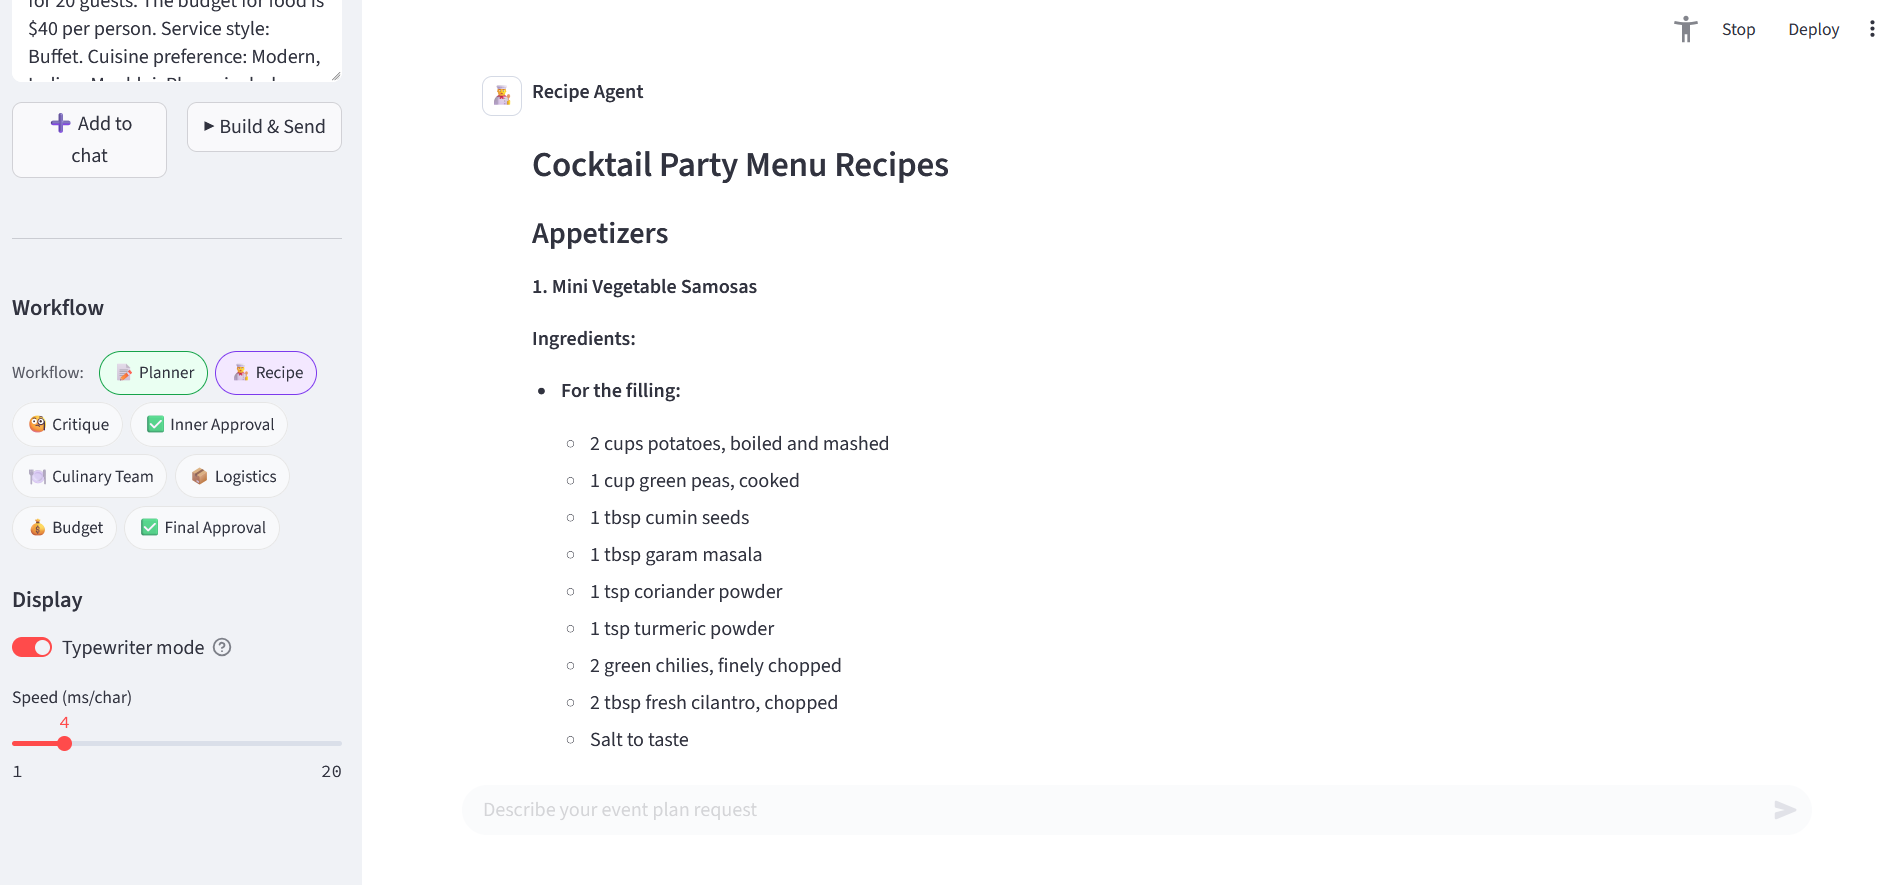 for 20 guests. The budget for food is
$40 per person. Service style:
Buffet. Cuisine preference: Modern,
Add to
chat
Build & Send
Workflow
Workflow:
Planner
Recipe
Critique
Inner Approval
Culinary Team
Logistics
Budget
Final Approval
Display
Typewriter mode
Speed (ms/char)
4
1
20
Stop
Deploy
Recipe Agent
Cocktail Party Menu Recipes
Appetizers
1. Mini Vegetable Samosas
Ingredients:
• For the filling:
○ 2 cups potatoes, boiled and mashed
○ 1 cup green peas, cooked
○ 1 tbsp cumin seeds
○ 1 tbsp garam masala
○ 1 tsp coriander powder
○ 1 tsp turmeric powder
○ 2 green chilies, finely chopped
○ 2 tbsp fresh cilantro, chopped
○ Salt to taste
Describe your event plan request